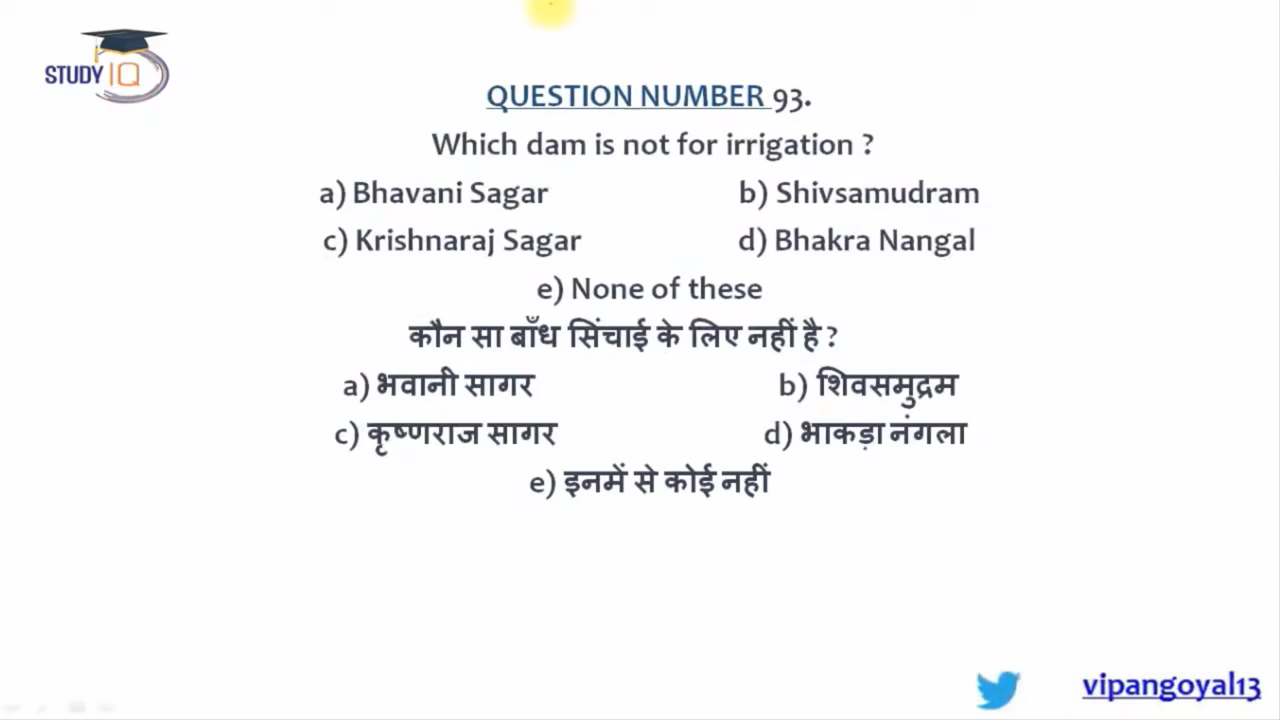 STUDY IQ
QUESTION NUMBER 93.
Which dam is not for irrigation ?
a) Bhavani Sagar b) Shivsamudram
c) Krishnaraj Sagar d) Bhakra Nangal
e) None of these
कौन सा बाँध सिंचाई के लिए नहीं है ?
a) भवानी सागर b) शिवसमुद्रम
c) कृष्णराज सागर d) भाकड़ा नंगला
e) इनमें से कोई नहीं
vipangoyal13